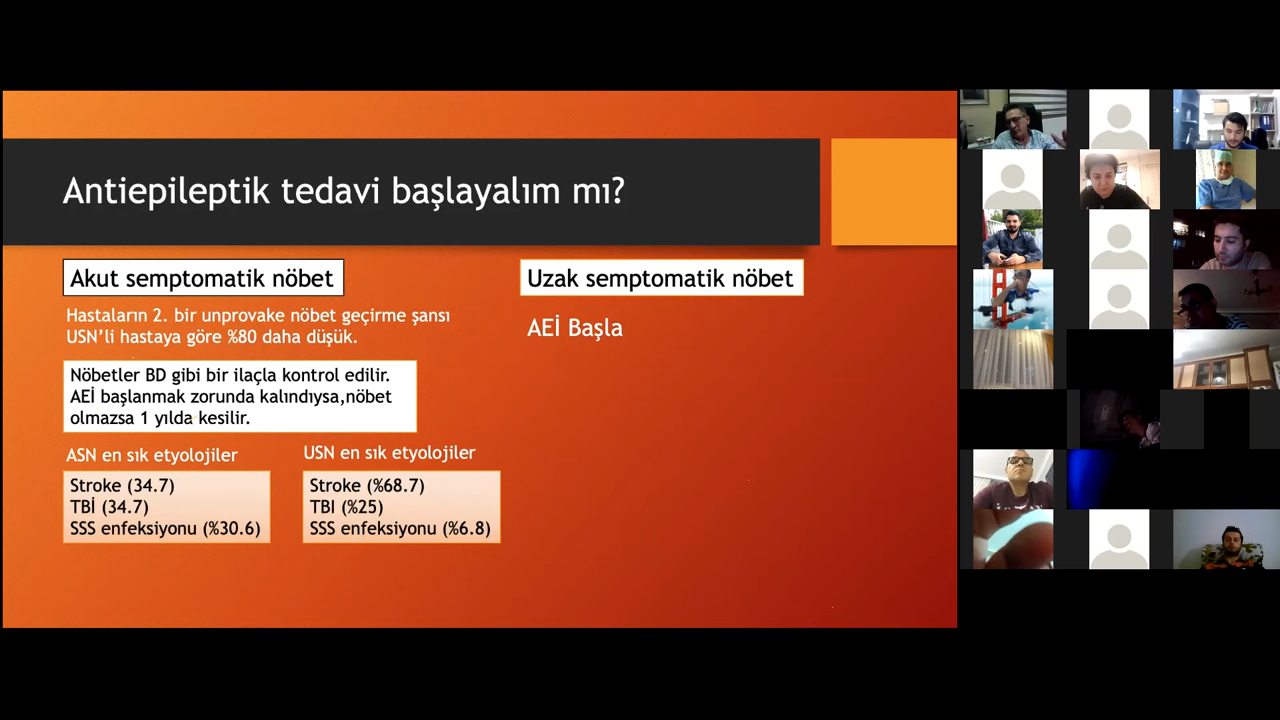 Antiepileptik tedavi başlayalım mı?
Akut semptomatik nöbet
Hastaların 2. bir unprovake nöbet geçirme şansı
USN'li hastaya göre %80 daha düşük.
Nöbetler BD gibi bir ilaçla kontrol edilir.
AEİ başlanmak zorunda kalındıysa,nöbet
olmazsa 1 yılda kesilir.
ASN en sık etyolojiler
Stroke (34.7)
TBİ (34.7)
SSS enfeksiyonu (%30.6)
USN en sık etyolojiler
Stroke (%68.7)
TBI (%25)
SSS enfeksiyonu (%6.8)
Uzak semptomatik nöbet
AEİ Başla